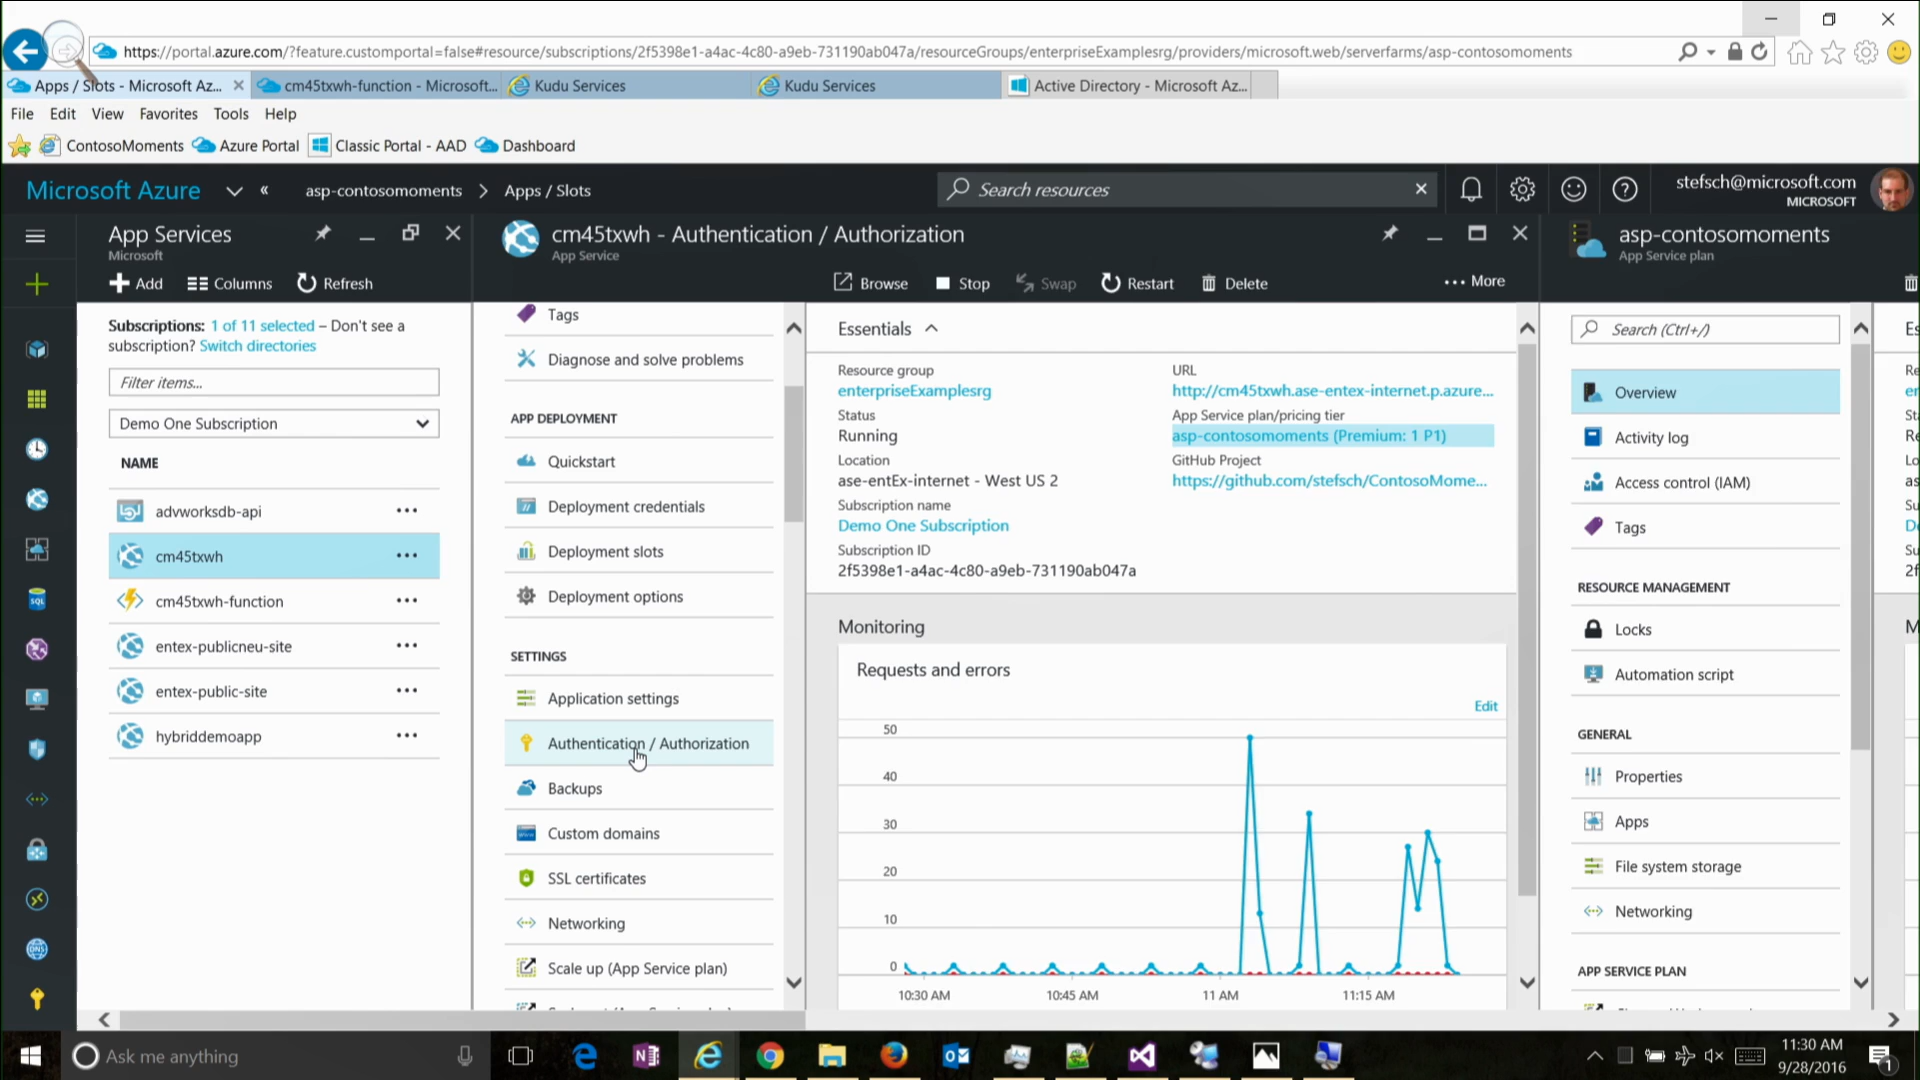 https://portal.azure.com/?feature.customportal=false#resource/subscriptions/2f5398e1-a4ac-4c80-a9eb-731190ab047a/resourceGroups/enterpriseExamplesrg/providers/microsoft.web/serverfarms/asp-contosomoments
Apps / Slots - Microsoft Az...
cm45txwh-function - Microsoft...
Kudu Services
Kudu Services
Active Directory - Microsoft Az...
File Edit View Favorites Tools Help
ContosoMoments Azure Portal Classic Portal - AAD Dashboard
Microsoft Azure
asp-contosomoments > Apps / Slots
Search resources
stefsch@microsoft.com
MICROSOFT
App Services
Microsoft
Add Columns Refresh
Subscriptions: 1 of 11 selected – Don't see a
subscription? Switch directories
Filter items...
Demo One Subscription
NAME
advworksdb-api
cm45txwh
cm45txwh-function
entex-publicneu-site
entex-public-site
hybriddemoapp
cm45txwh - Authentication / Authorization
App Service
Browse Stop Swap Restart Delete More
Tags
Diagnose and solve problems
APP DEPLOYMENT
Quickstart
Deployment credentials
Deployment slots
Deployment options
SETTINGS
Application settings
Authentication / Authorization
Backups
Custom domains
SSL certificates
Networking
Scale up (App Service plan)
Essentials
Resource group
enterpriseExamplesrg
Status
Running
Location
ase-entEx-internet - West US 2
Subscription name
Demo One Subscription
Subscription ID
2f5398e1-a4ac-4c80-a9eb-731190ab047a
URL
http://cm45txwh.ase-entex-internet.p.azure...
App Service plan/pricing tier
asp-contosomoments (Premium: 1 P1)
GitHub Project
https://github.com/stefsch/ContosoMome...
Monitoring
Requests and errors
Edit
50
40
30
20
10
0
10:30 AM 10:45 AM 11 AM 11:15 AM
asp-contosomoments
App Service plan
Search (Ctrl+/)
Overview
Activity log
Access control (IAM)
Tags
RESOURCE MANAGEMENT
Locks
Automation script
GENERAL
Properties
Apps
File system storage
Networking
APP SERVICE PLAN
Ask me anything
11:30 AM
9/28/2016
1